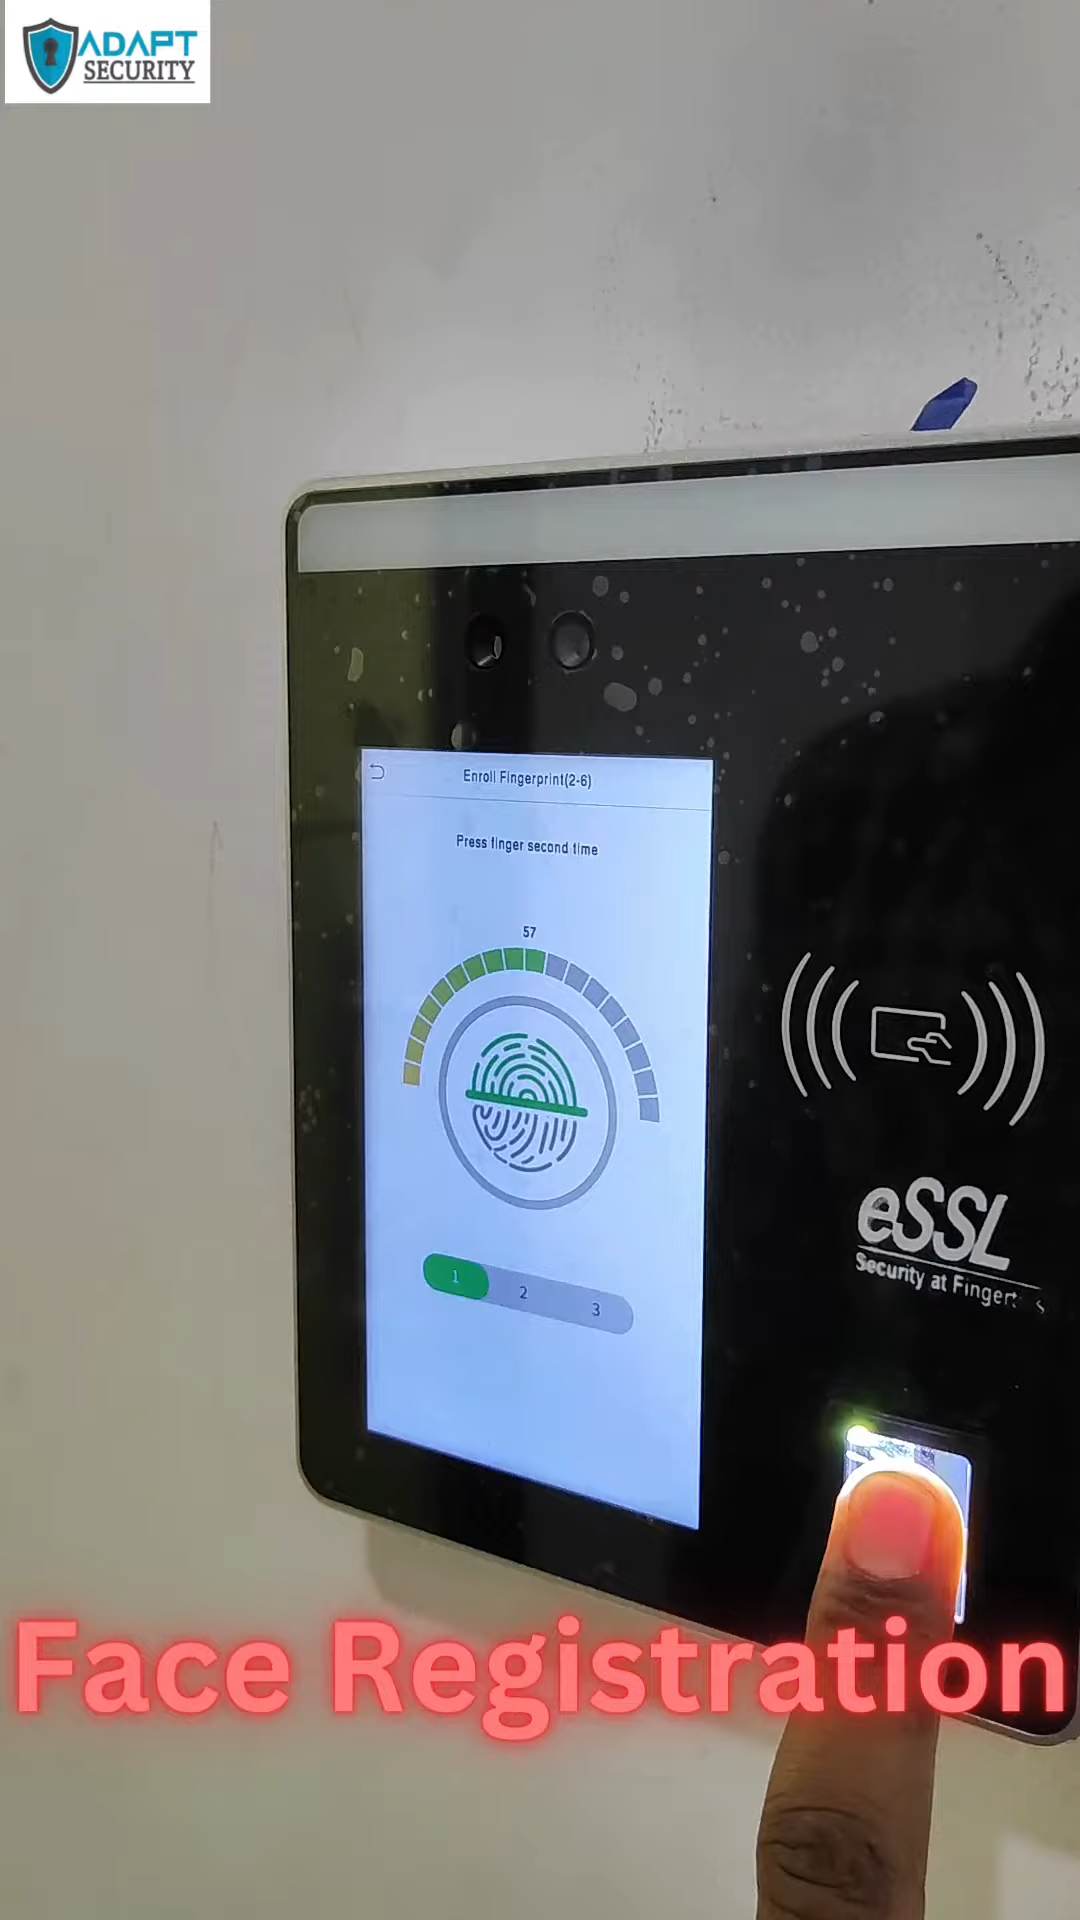 ADAPT
SECURITY
Enroll Fingerprint(2-6)
Press finger second time
57
1 2 3
eSSL
Security at
Face Registration